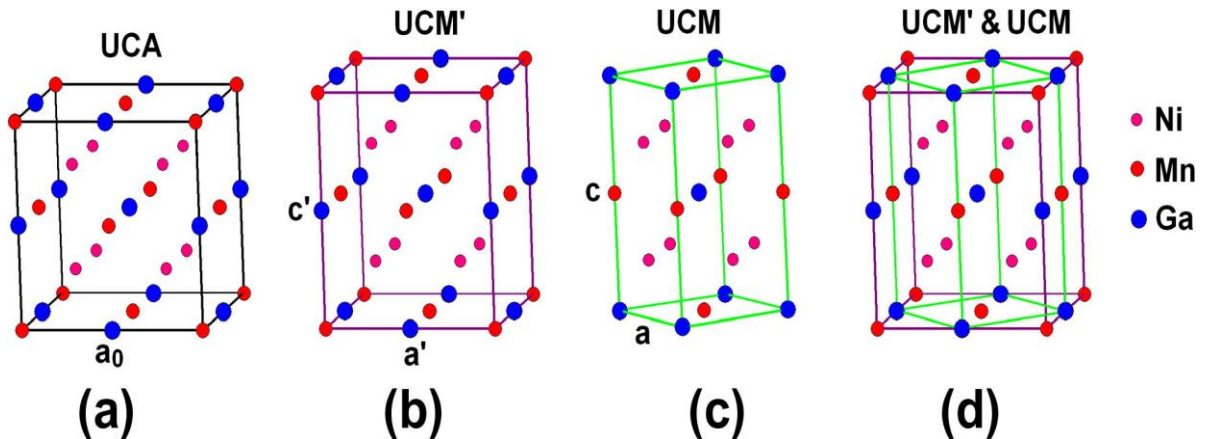 UCA
UCM'
UCM
UCM' & UCM
Ni
Mn
Ga
c'
c
a₀
a'
a
(a)
(b)
(c)
(d)